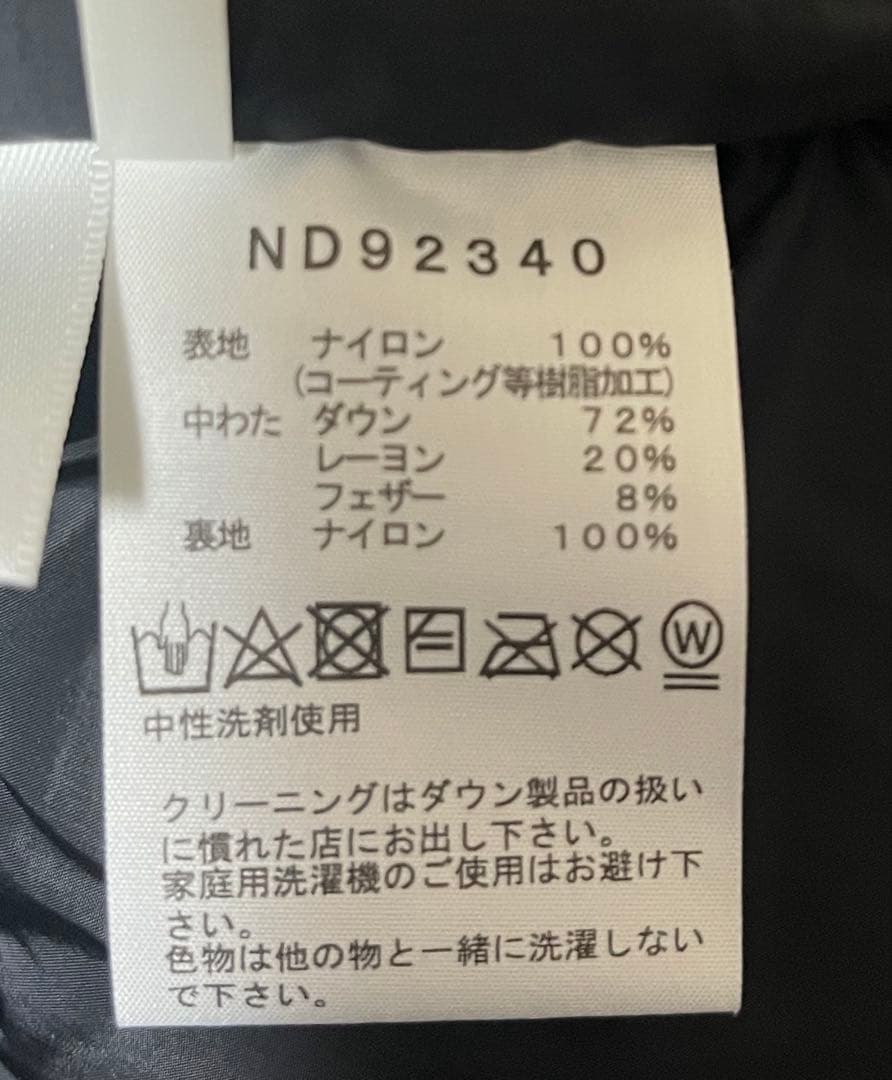 ND92340
表地 ナイロン 100%
(コーティング等樹脂加工)
中わた ダウン 72%
レーヨン 20%
フェザー 8%
裏地 ナイロン 100%
W
中性洗剤使用
クリーニングはダウン製品の扱い
に慣れた店にお出し下さい。
家庭用洗濯機のご使用はお避け下
さい。
色物は他の物と一緒に洗濯しない
で下さい。